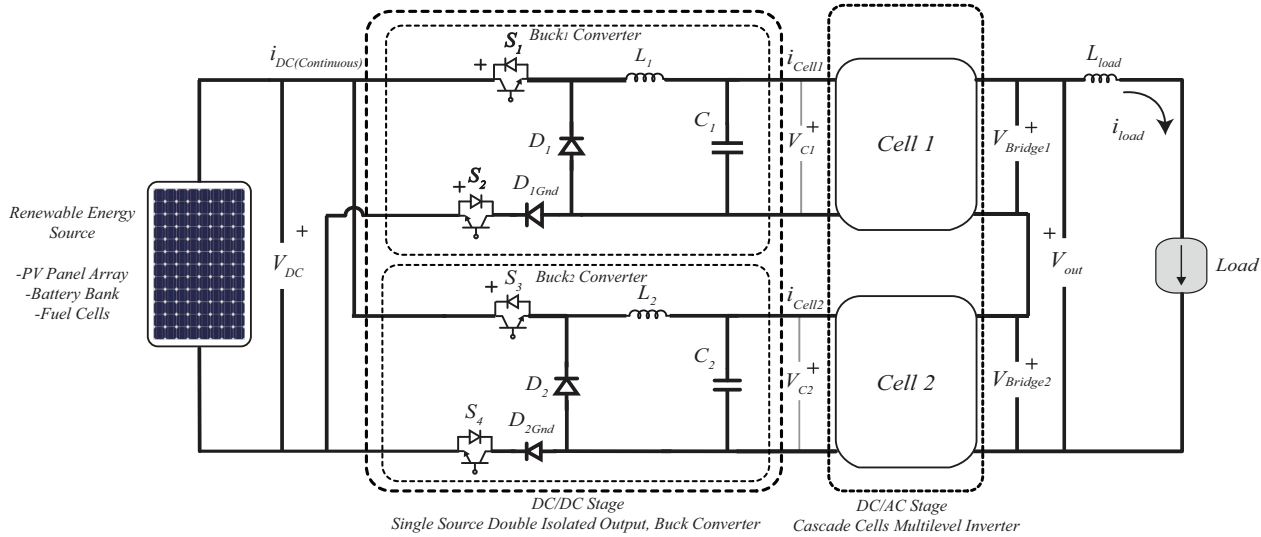 Buck1 Converter
iDC(Continuous)
S1
+
L1
iCell1
Lload
D1
C1
VC1
+
Cell 1
VBridge1
+
iload
Renewable Energy
Source
-PV Panel Array
-Battery Bank
-Fuel Cells
VDC
+
S2
+
D1Gnd
Vout
+
Load
Buck2 Converter
S3
+
L2
iCell2
D2
C2
VC2
+
Cell 2
VBridge2
+
S4
D2Gnd
DC/DC Stage
Single Source Double Isolated Output, Buck Converter
DC/AC Stage
Cascade Cells Multilevel Inverter